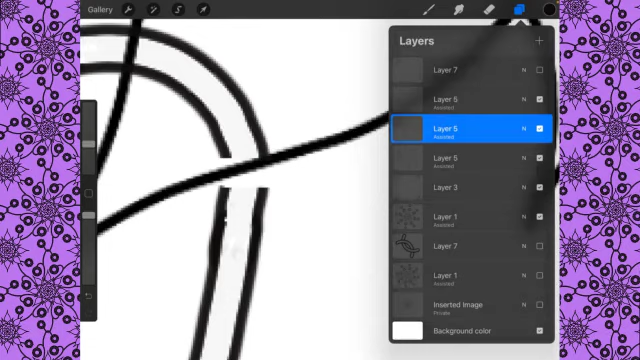 Gallery
Layers
Layer 7
N
Layer 5
Assisted
N
Layer 5
Assisted
N
Layer 5
Assisted
N
Layer 3
N
Layer 1
Assisted
N
Layer 7
N
Layer 1
Assisted
N
Inserted Image
Private
N
Background color